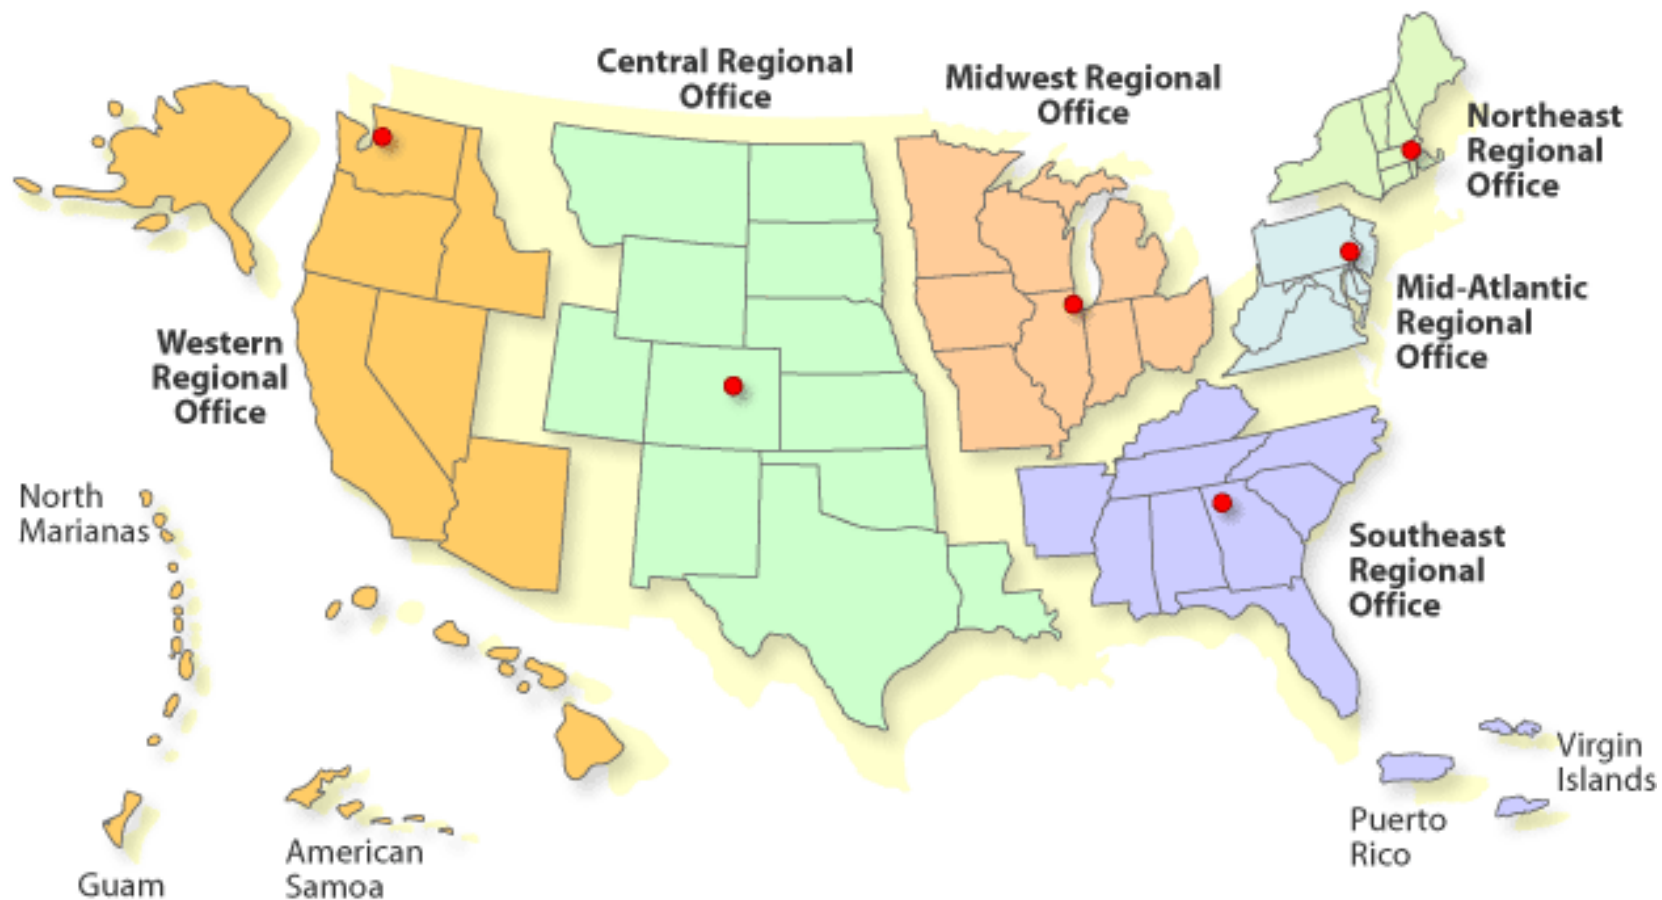 Central Regional
Office
Midwest Regional
Office
Northeast
Regional
Office
Mid-Atlantic
Regional
Office
Western
Regional
Office
North
Marianas
Southeast
Regional
Office
Virgin
Islands
Puerto
Rico
American
Samoa
Guam